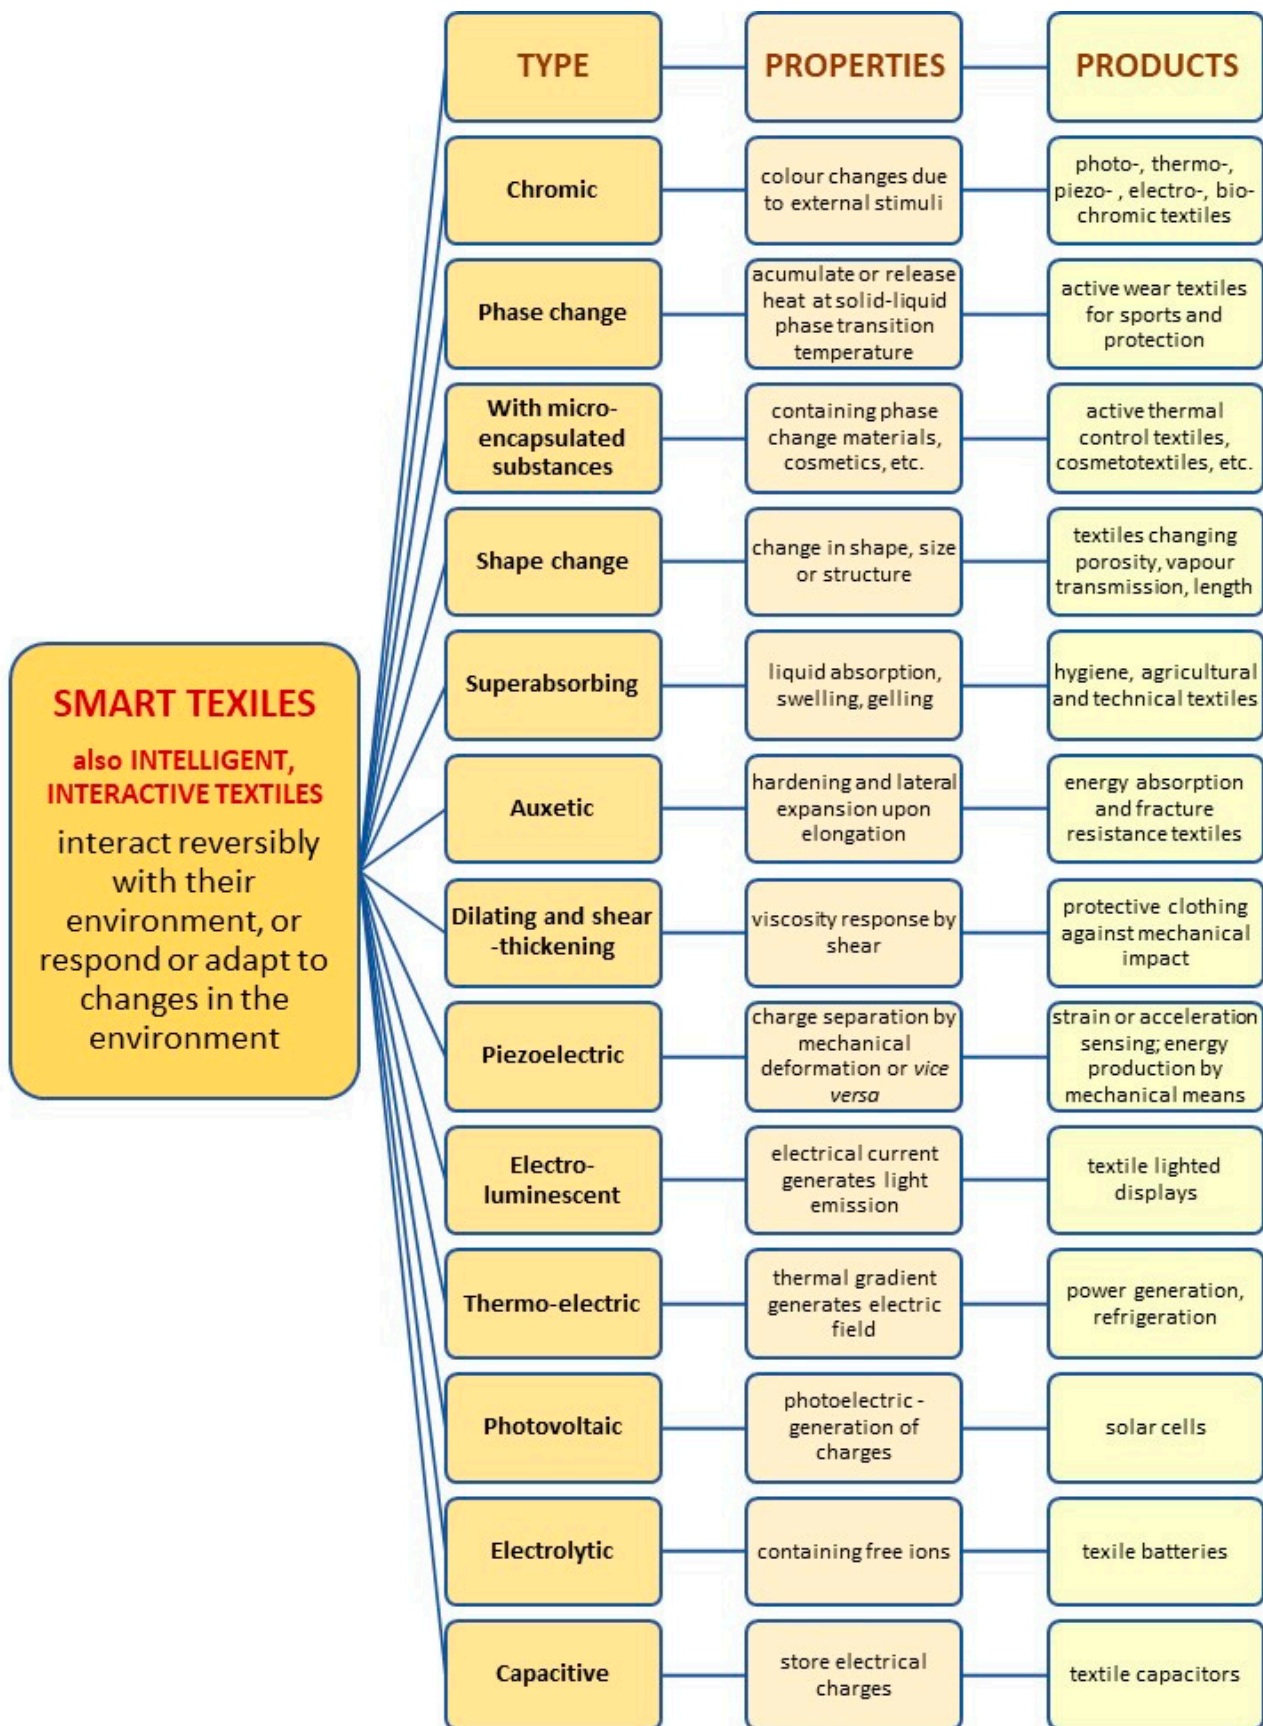 TYPE
PROPERTIES
PRODUCTS
Chromic
colour changes due
to external stimuli
photo-, thermo-,
piezo- , electro-, bio-
chromic textiles
Phase change
acumulate or release
heat at solid-liquid
phase transition
temperature
active wear textiles
for sports and
protection
With micro-
encapsulated
substances
containing phase
change materials,
cosmetics, etc.
active thermal
control textiles,
cosmetotextiles, etc.
Shape change
change in shape, size
or structure
textiles changing
porosity, vapour
transmission, length
SMART TEXILES
also INTELLIGENT,
INTERACTIVE TEXTILES
interact reversibly
with their
environment, or
respond or adapt to
changes in the
environment
Superabsorbing
liquid absorption,
swelling, gelling
hygiene, agricultural
and technical textiles
Auxetic
hardening and lateral
expansion upon
elongation
energy absorption
and fracture
resistance textiles
Dilating and shear
-thickening
viscosity response by
shear
protective clothing
against mechanical
impact
Piezoelectric
charge separation by
mechanical
deformation or vice
versa
strain or acceleration
sensing; energy
production by
mechanical means
Electro-
luminescent
electrical current
generates light
emission
textile lighted
displays
Thermo-electric
thermal gradient
generates electric
field
power generation,
refrigeration
Photovoltaic
photoelectric -
generation of
charges
solar cells
Electrolytic
containing free ions
texile batteries
Capacitive
store electrical
charges
textile capacitors